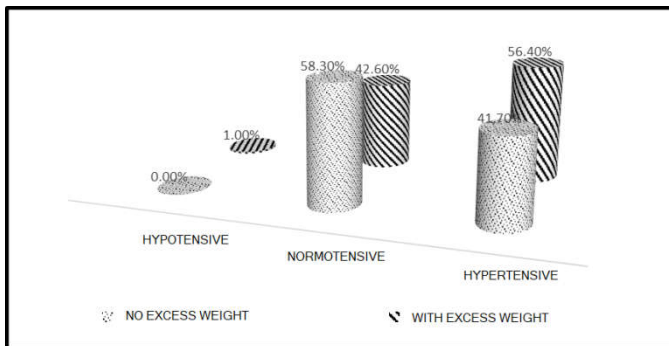 58.30% 42.60% 56.40%
41.70%
1.00%
0.00%
HYPOTENSIVE
NORMOTENSIVE
HYPERTENSIVE
NO EXCESS WEIGHT WITH EXCESS WEIGHT